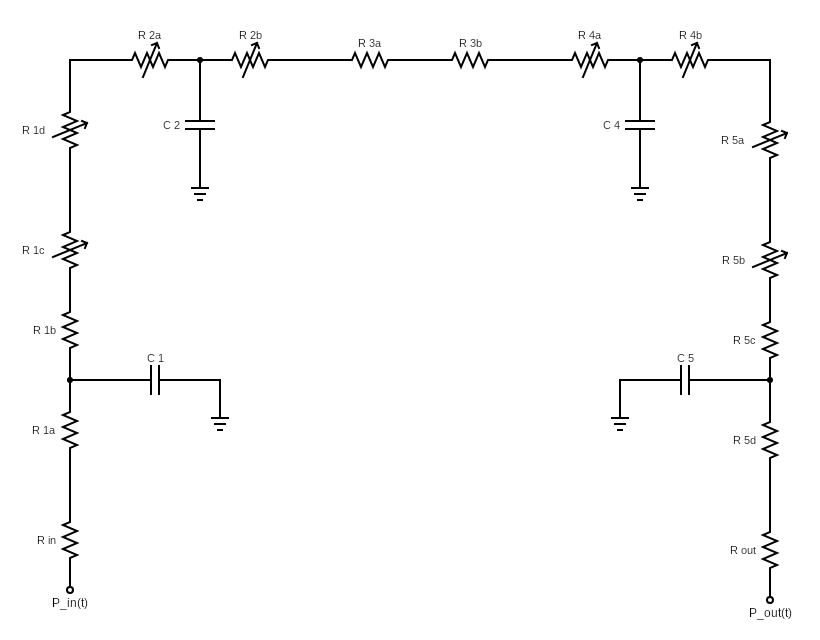 R 2a
R 2b
R 3a
R 3b
R 4a
R 4b
R 1d
C 2
C 4
R 5a
R 1c
R 5b
R 1b
R 5c
C 1
C 5
R 1a
R 5d
R in
R out
P_in(t)
P_out(t)